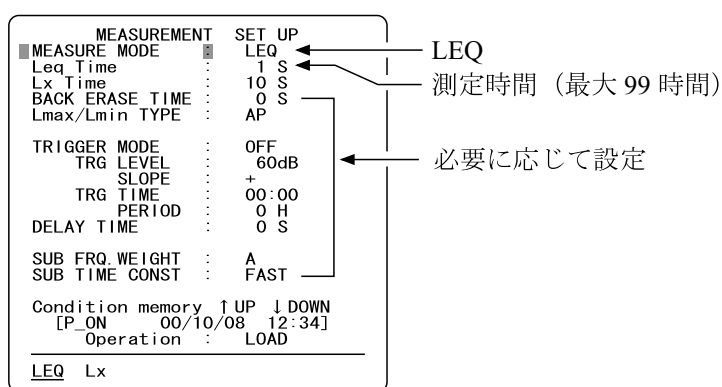 MEASUREMENT SET UP
MEASURE MODE : LEQ
Leq Time : 1 S
Lx Time : 10 S
BACK ERASE TIME : 0 S
Lmax/Lmin TYPE : AP
TRIGGER MODE : OFF
TRG LEVEL : 60dB
SLOPE : +
TRG TIME : 00:00
PERIOD : 0 H
DELAY TIME : 0 S
SUB FRQ.WEIGHT : A
SUB TIME CONST : FAST
Condition memory ↑UP ↓DOWN
[P_ON 00/10/08 12:34]
Operation : LOAD
LEQ Lx
LEQ
測定時間（最大 99 時間）
必要に応じて設定